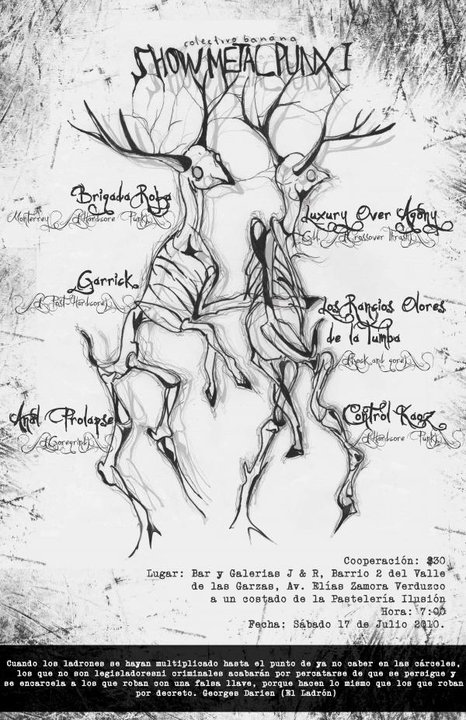 colectivo banana
SHOW METAL PUNX I
Brigada Roba
Monterrey (Hardcore Punk)
Luxury Over Agony
(Crossover Thrash)
Garrick
(Post Hardcore)
Los Rancios Olores
de la Tumba
(Rock and gore)
Anal Prolapse
(Goregrind)
Control Kaoz
(Hardcore Punk)
Cooperación: $30
Lugar: Bar y Galerias J & R, Barrio 2 del Valle
de las Garzas, Av. Elías Zamora Verduzco
a un costado de la Pastelería Ilusión
Hora: 7:00
Fecha: Sábado 17 de Julio 2010.
Cuando los ladrones se hayan multiplicado hasta el punto de ya no caber en las cárceles,
los que no son legisladoresni criminales acabarán por percatarse de que se persigue y
se encarcela a los que roban con una falsa llave, porque hacen lo mismo que los que roban
por decreto. Georges Darien (El Ladrón)